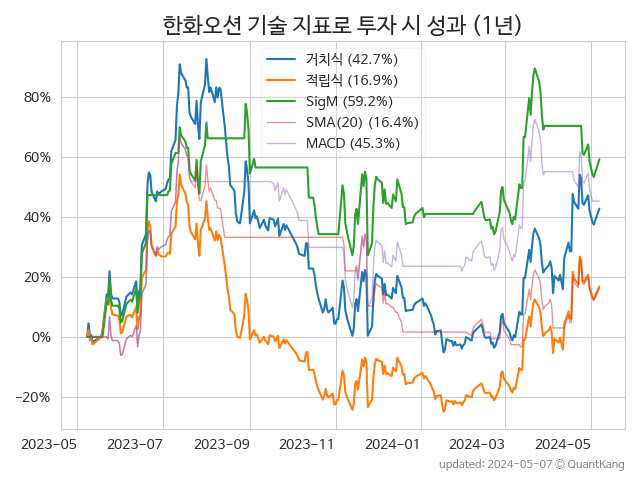 한화오션 기술 지표로 투자 시 성과 (1년)
거치식 (42.7%)
적립식 (16.9%)
SigM (59.2%)
SMA(20) (16.4%)
MACD (45.3%)
80%
60%
40%
20%
0%
−20%
2023-05 2023-07 2023-09 2023-11 2024-01 2024-03 2024-05
updated: 2024-05-07 ⓒ QuantKang